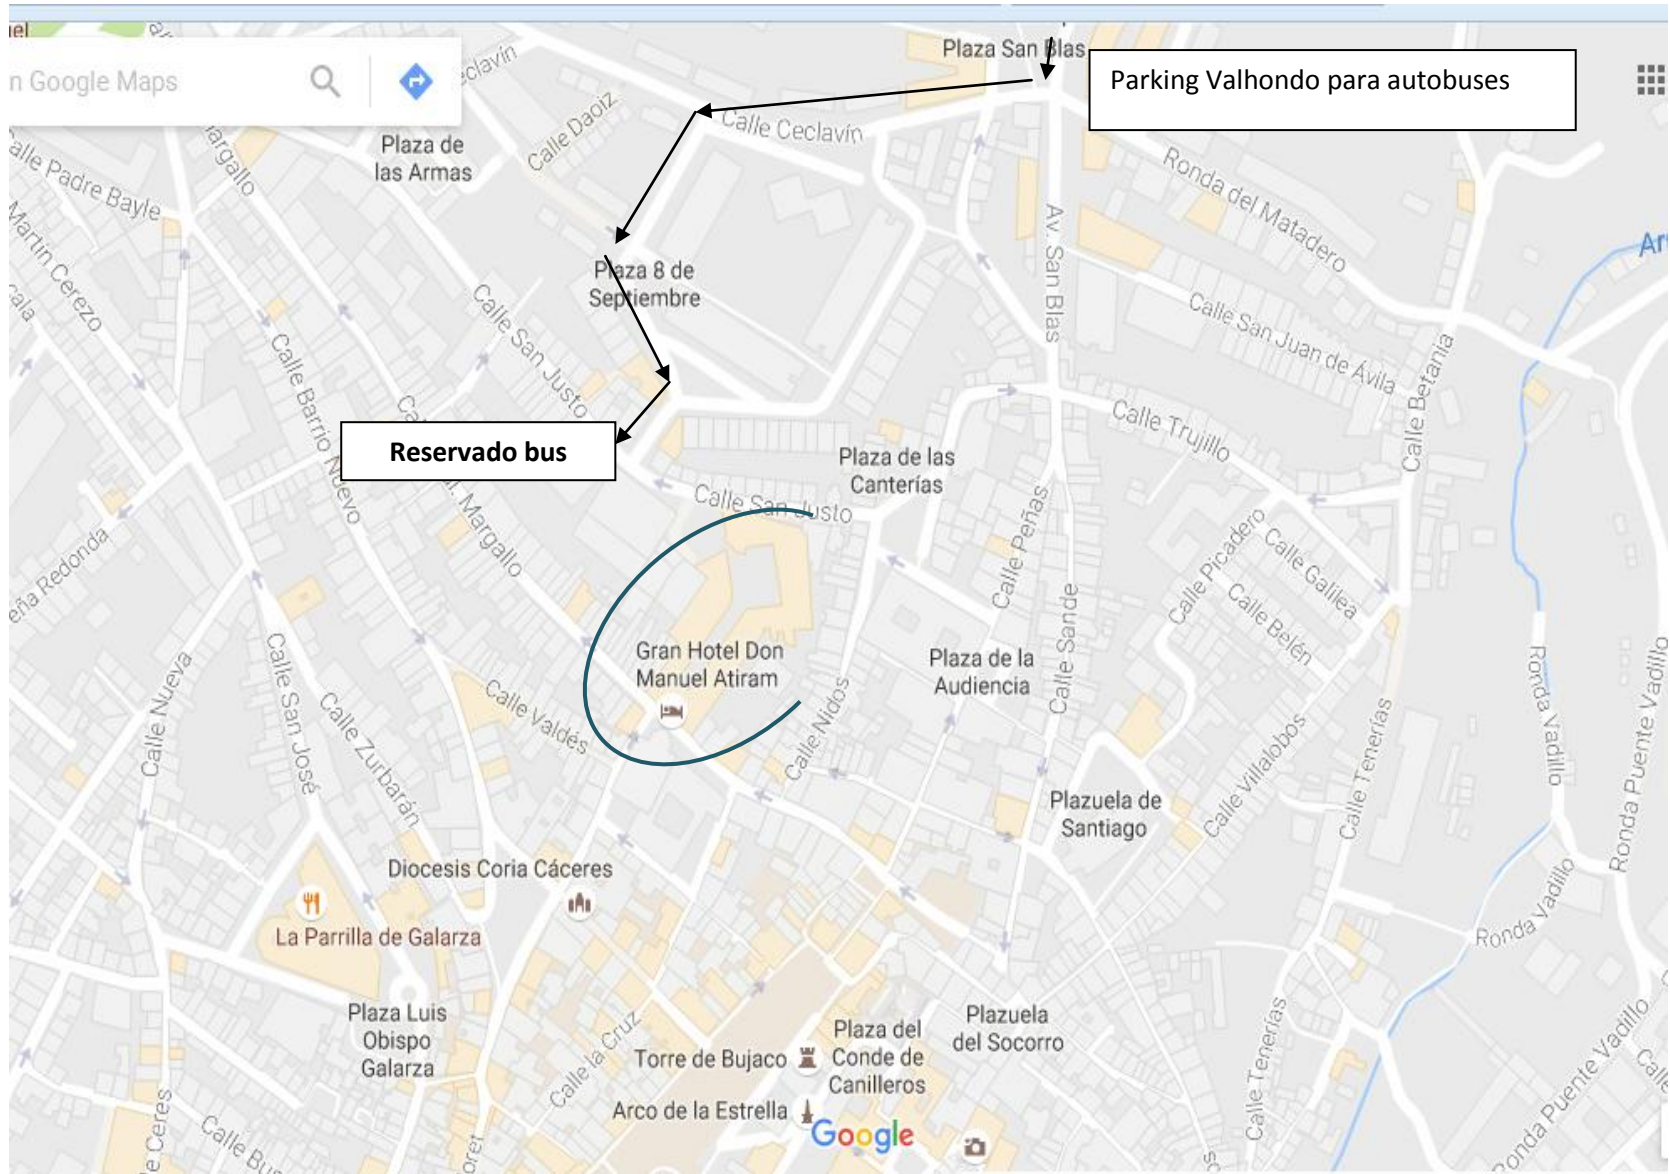 n Google Maps
Plaza San Blas
Parking Valhondo para autobuses
Calle Daoiz
Calle Ceclavín
Plaza de
las Armas
Calle Padre Bayle
Margallo
Ronda del Matadero
Martín Cerezo
Av. San Blas
Plaza 8 de
Septiembre
Calle San Justo
Calle San Juan de Ávila
Calle Betania
Calle Barrio Nuevo
Calle Trujillo
Reservado bus
Plaza de las
Canterías
Calle San Justo
Margallo
Calle Peñas
Calle Picadero
Calle Galilea
Calle Belén
Calle Sande
eña Redonda
Gran Hotel Don
Manuel Atiram
Plaza de la
Audiencia
Calle Nueva
Calle San José
Calle Zurbarán
Calle Valdés
Calle Nidos
Calle Villalobos
Calle Tenerías
Ronda Vadillo
Ronda Puente Vadillo
Plazuela de
Santiago
Diocesis Coria Cáceres
La Parrilla de Galarza
Ronda Vadillo
Plaza Luis
Obispo
Galarza
Calle la Cruz
Torre de Bujaco
Plaza del
Conde de
Canilleros
Plazuela
del Socorro
Arco de la Estrella
Calle Tenerías
Ronda Puente Vadillo
Calle
Google